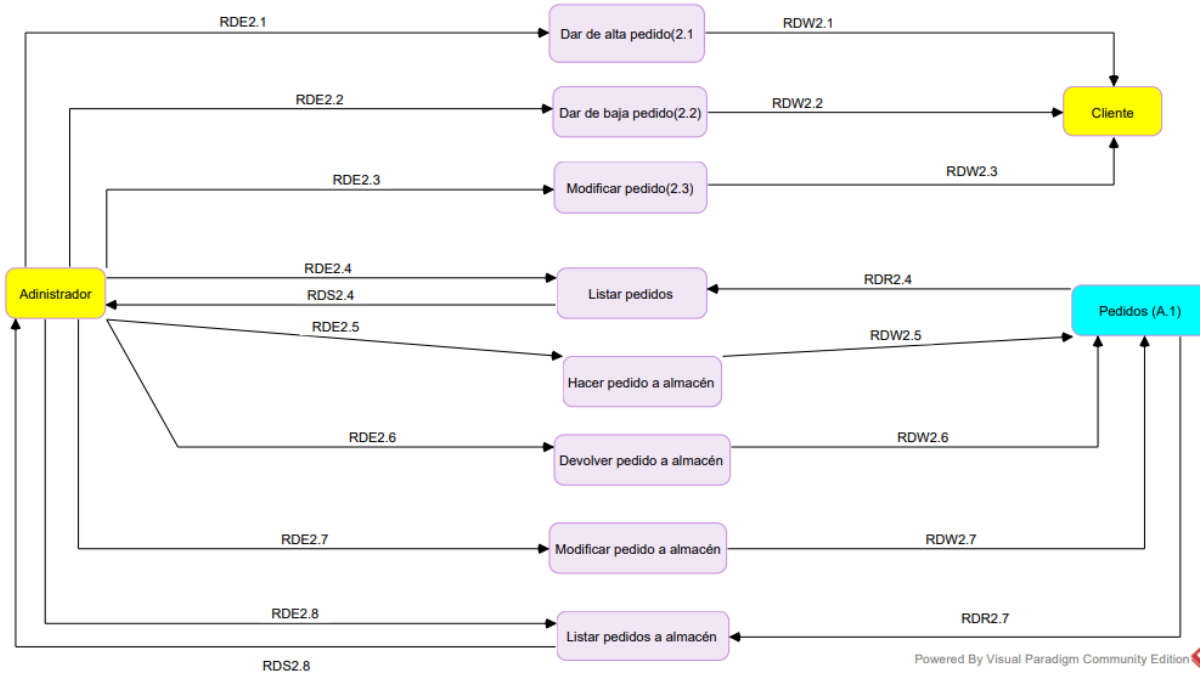 RDE2.1
Dar de alta pedido(2.1
RDW2.1
RDE2.2
Dar de baja pedido(2.2)
RDW2.2
Cliente
RDE2.3
Modificar pedido(2.3)
RDW2.3
Adinistrador
RDE2.4
RDS2.4
Listar pedidos
RDR2.4
Pedidos (A.1)
RDE2.5
Hacer pedido a almacén
RDW2.5
RDE2.6
Devolver pedido a almacén
RDW2.6
RDE2.7
Modificar pedido a almacén
RDW2.7
RDE2.8
Listar pedidos a almacén
RDR2.7
RDS2.8
Powered By Visual Paradigm Community Edition